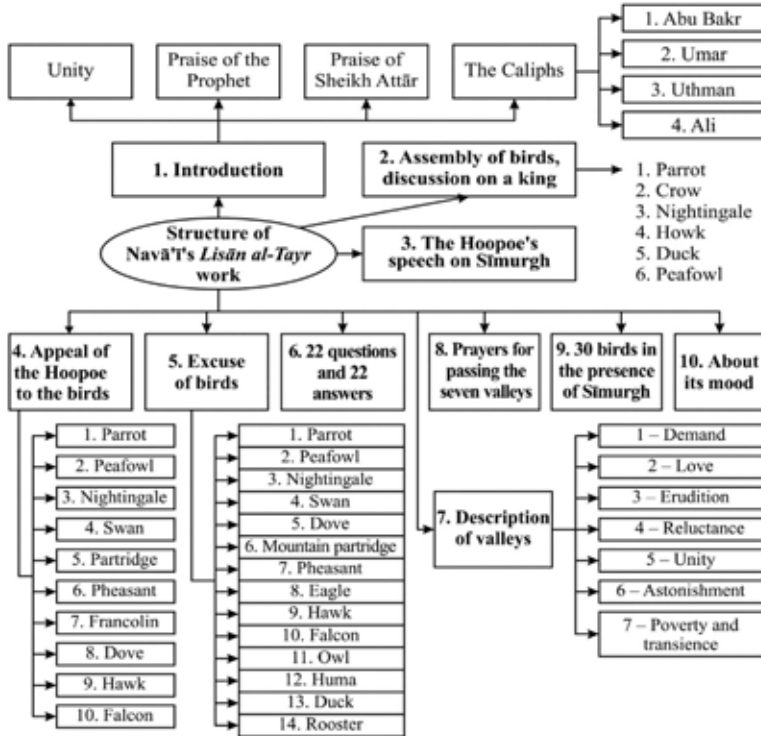 Unity
Praise of the
Prophet
Praise of
Sheikh Attār
The Caliphs
1. Abu Bakr
2. Umar
3. Uthman
4. Ali
1. Introduction
2. Assembly of birds,
discussion on a king
1. Parrot
2. Crow
3. Nightingale
4. Howk
5. Duck
6. Peafowl
Structure of
Navā'ī's Lisān al-Tayr
work
3. The Hoopoe's
speech on Sīmurgh
4. Appeal of
the Hoopoe
to the birds
5. Excuse
of birds
6. 22 questions
and 22
answers
8. Prayers for
passing the
seven valleys
9. 30 birds in
the presence
of Sīmurgh
10. About
its mood
1. Parrot
2. Peafowl
3. Nightingale
4. Swan
5. Partridge
6. Pheasant
7. Francolin
8. Dove
9. Hawk
10. Falcon
1. Parrot
2. Peafowl
3. Nightingale
4. Swan
5. Dove
6. Mountain partridge
7. Pheasant
8. Eagle
9. Hawk
10. Falcon
11. Owl
12. Huma
13. Duck
14. Rooster
7. Description
of valleys
1 – Demand
2 – Love
3 – Erudition
4 – Reluctance
5 – Unity
6 – Astonishment
7 – Poverty and
transience